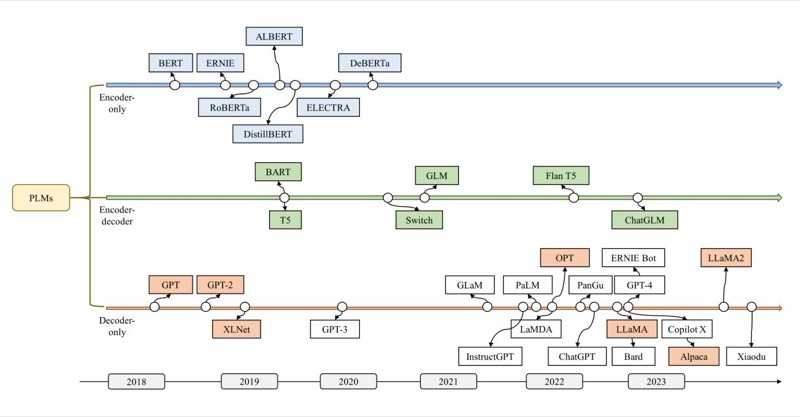 ALBERT
BERT
ERNIE
DeBERTa
Encoder-
only
RoBERTa
ELECTRA
DistillBERT
BART
GLM
Flan T5
PLMs
Encoder-
decoder
T5
Switch
ChatGLM
OPT
ERNIE Bot
LLaMA2
GPT
GPT-2
GLaM
PaLM
PanGu
GPT-4
Decoder-
only
XLNet
GPT-3
LaMDA
LLaMA
Copilot X
InstructGPT
ChatGPT
Bard
Alpaca
Xiaodu
2018
2019
2020
2021
2022
2023